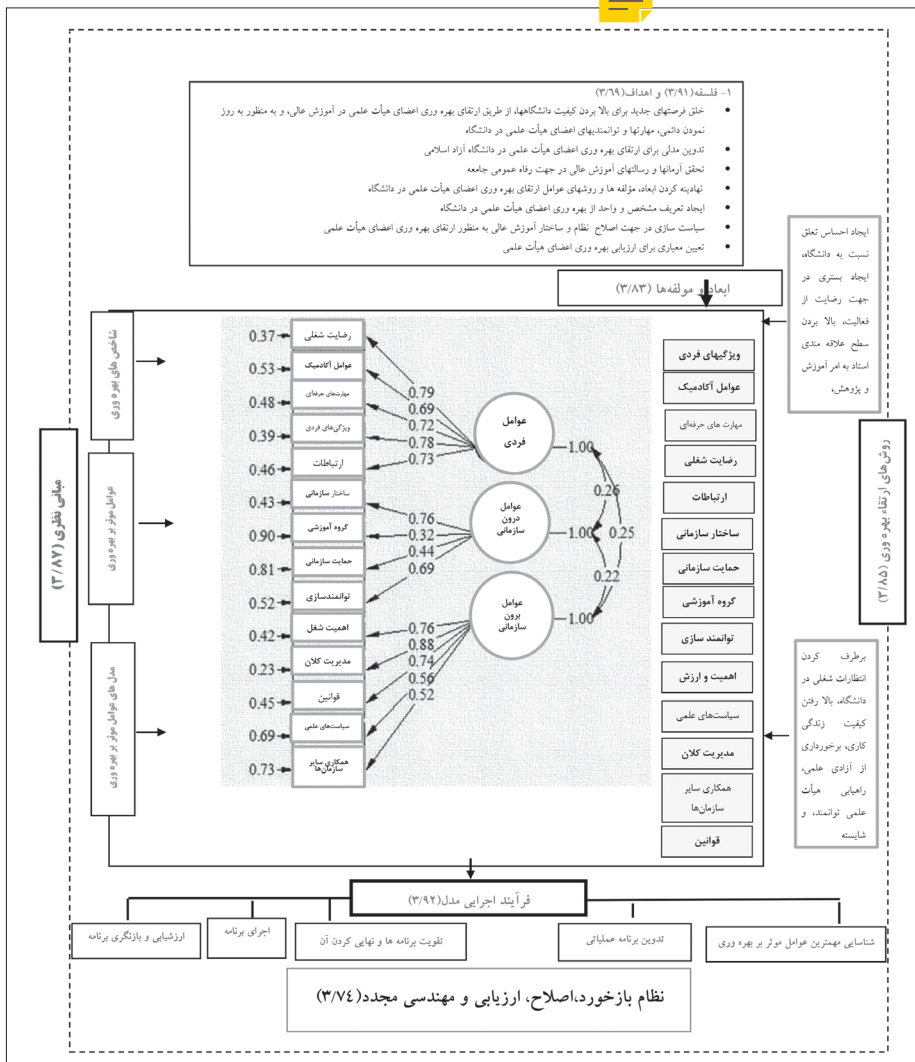 ۱- فلسفه(۳/۹۱) و اهداف(۳/۶۹)
• خلق فرصتهای جدید برای بالا بردن کیفیت دانشگاهها، از طریق ارتقای بهره وری اعضای هیأت علمی در آموزش عالی، و به منظور به روز
نمودن دائمی، مهارتها و توانمندیهای اعضای هیأت علمی در دانشگاه
• تدوین مدلی برای ارتقای بهره وری اعضای هیأت علمی در دانشگاه آزاد اسلامی
• تحقق آرمانها و رسالتهای آموزش عالی در جهت رفاه عمومی جامعه
• نهادینه کردن ابعاد، مؤلفه ها و روشهای عوامل ارتقای بهره وری اعضای هیأت علمی در دانشگاه
• ایجاد تعریف مشخص و واحد از بهره وری اعضای هیأت علمی در دانشگاه
• سیاست سازی در جهت اصلاح نظام و ساختار آموزش عالی به منظور ارتقای بهره وری اعضای هیأت علمی
• تعیین معیاری برای ارزیابی بهره وری اعضای هیأت علمی
ابعاد و مولفه‌ها (۳/۸۳)
روش‌های ارتقاء بهره وری (۳/۸۵)
ایجاد احساس تعلق
نسبت به دانشگاه،
ایجاد بستری در
جهت رضایت از
فعالیت، بالا بردن
سطح علاقه مندی
استاد به امر آموزش
و پژوهش،
برطرف کردن
انتظارات شغلی در
دانشگاه، بالا رفتن
کیفیت زندگی
کاری، برخورداری
از آزادی علمی،
راهیابی هیأت
علمی توانمند، و
شایسته
ویژگیهای فردی
عوامل آکادمیک
مهارت های حرفه‌ای
رضایت شغلی
ارتباطات
ساختار سازمانی
حمایت سازمانی
گروه آموزشی
توانمند سازی
اهمیت و ارزش
سیاست‌های علمی
مدیریت کلان
همکاری سایر
سازمان‌ها
قوانین
عوامل
فردی
عوامل
درون
سازمانی
عوامل
برون
سازمانی
1.00
1.00
1.00
0.26
0.25
0.22
0.79
0.69
0.72
0.78
0.73
0.76
0.32
0.44
0.69
0.76
0.88
0.74
0.56
0.52
رضایت شغلی 0.37
عوامل آکادمیک 0.53
مهارت‌های حرفه‌ای 0.48
ویژگی‌های فردی 0.39
ارتباطات 0.46
ساختار سازمانی 0.43
گروه آموزشی 0.90
حمایت سازمانی 0.81
توانمندسازی 0.52
اهمیت شغل 0.42
مدیریت کلان 0.23
قوانین 0.45
سیاست‌های علمی 0.69
همکاری سایر
سازمان‌ها 0.73
شاخص های بهره وری
عوامل موثر بر بهره وری
مدل های عوامل موثر بر بهره وری
مبانی نظری (۳/۸۷)
فرآیند اجرایی مدل(۳/۹۲)
شناسایی مهمترین عوامل موثر بر بهره وری
تدوین برنامه عملیاتی
تقویت برنامه ها و نهایی کردن آن
اجرای برنامه
ارزشیابی و بازنگری برنامه
نظام بازخورد،اصلاح، ارزیابی و مهندسی مجدد(۳/۷٤)